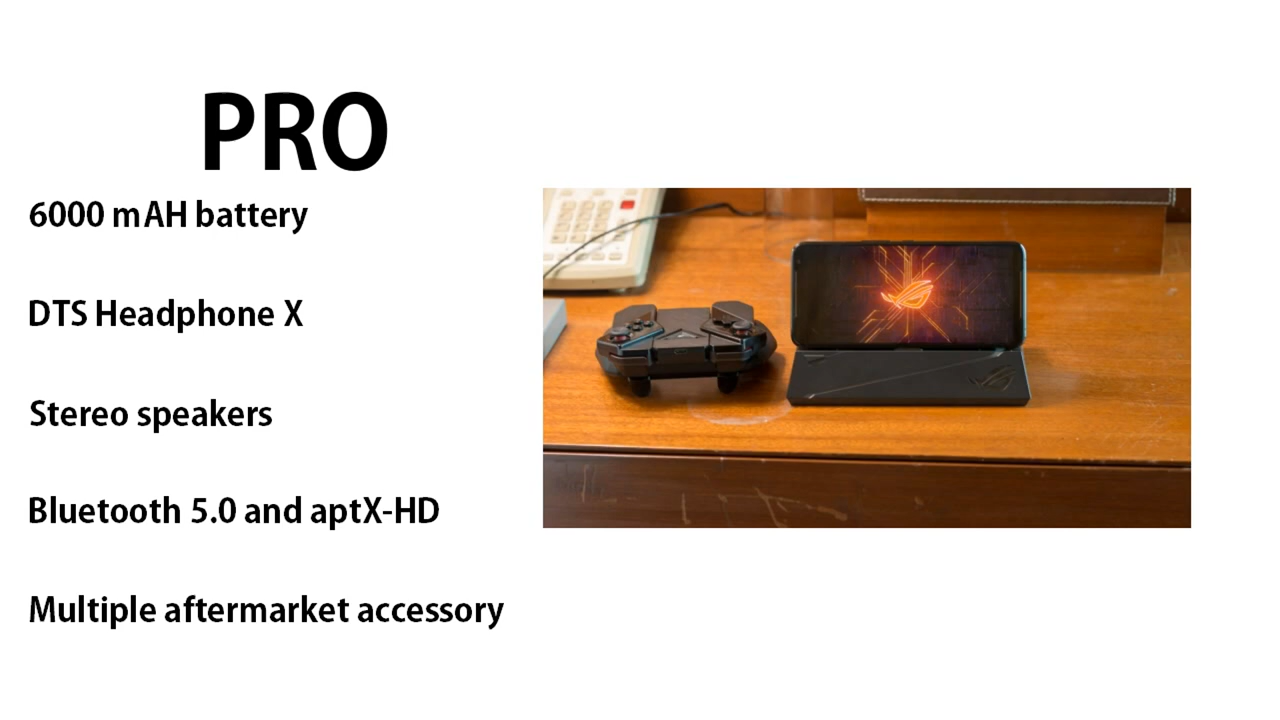 PRO
6000 mAH battery
DTS Headphone X
Stereo speakers
Bluetooth 5.0 and aptX-HD
Multiple aftermarket accessory